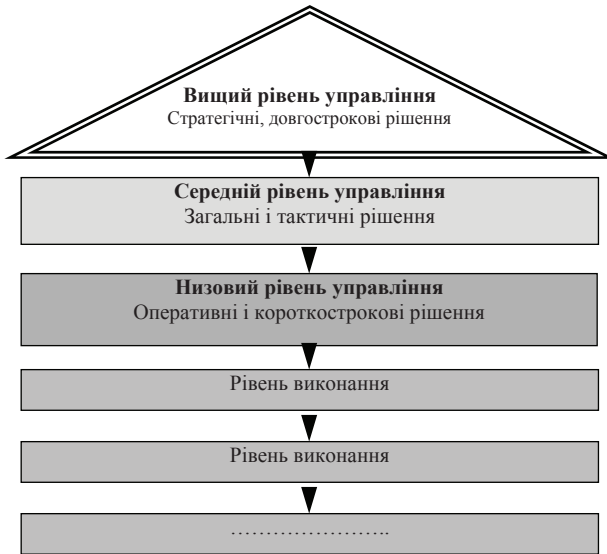 Вищий рівень управління
Стратегічні, довгострокові рішення
Середній рівень управління
Загальні і тактичні рішення
Низовий рівень управління
Оперативні і короткострокові рішення
Рівень виконання
Рівень виконання
…………………..